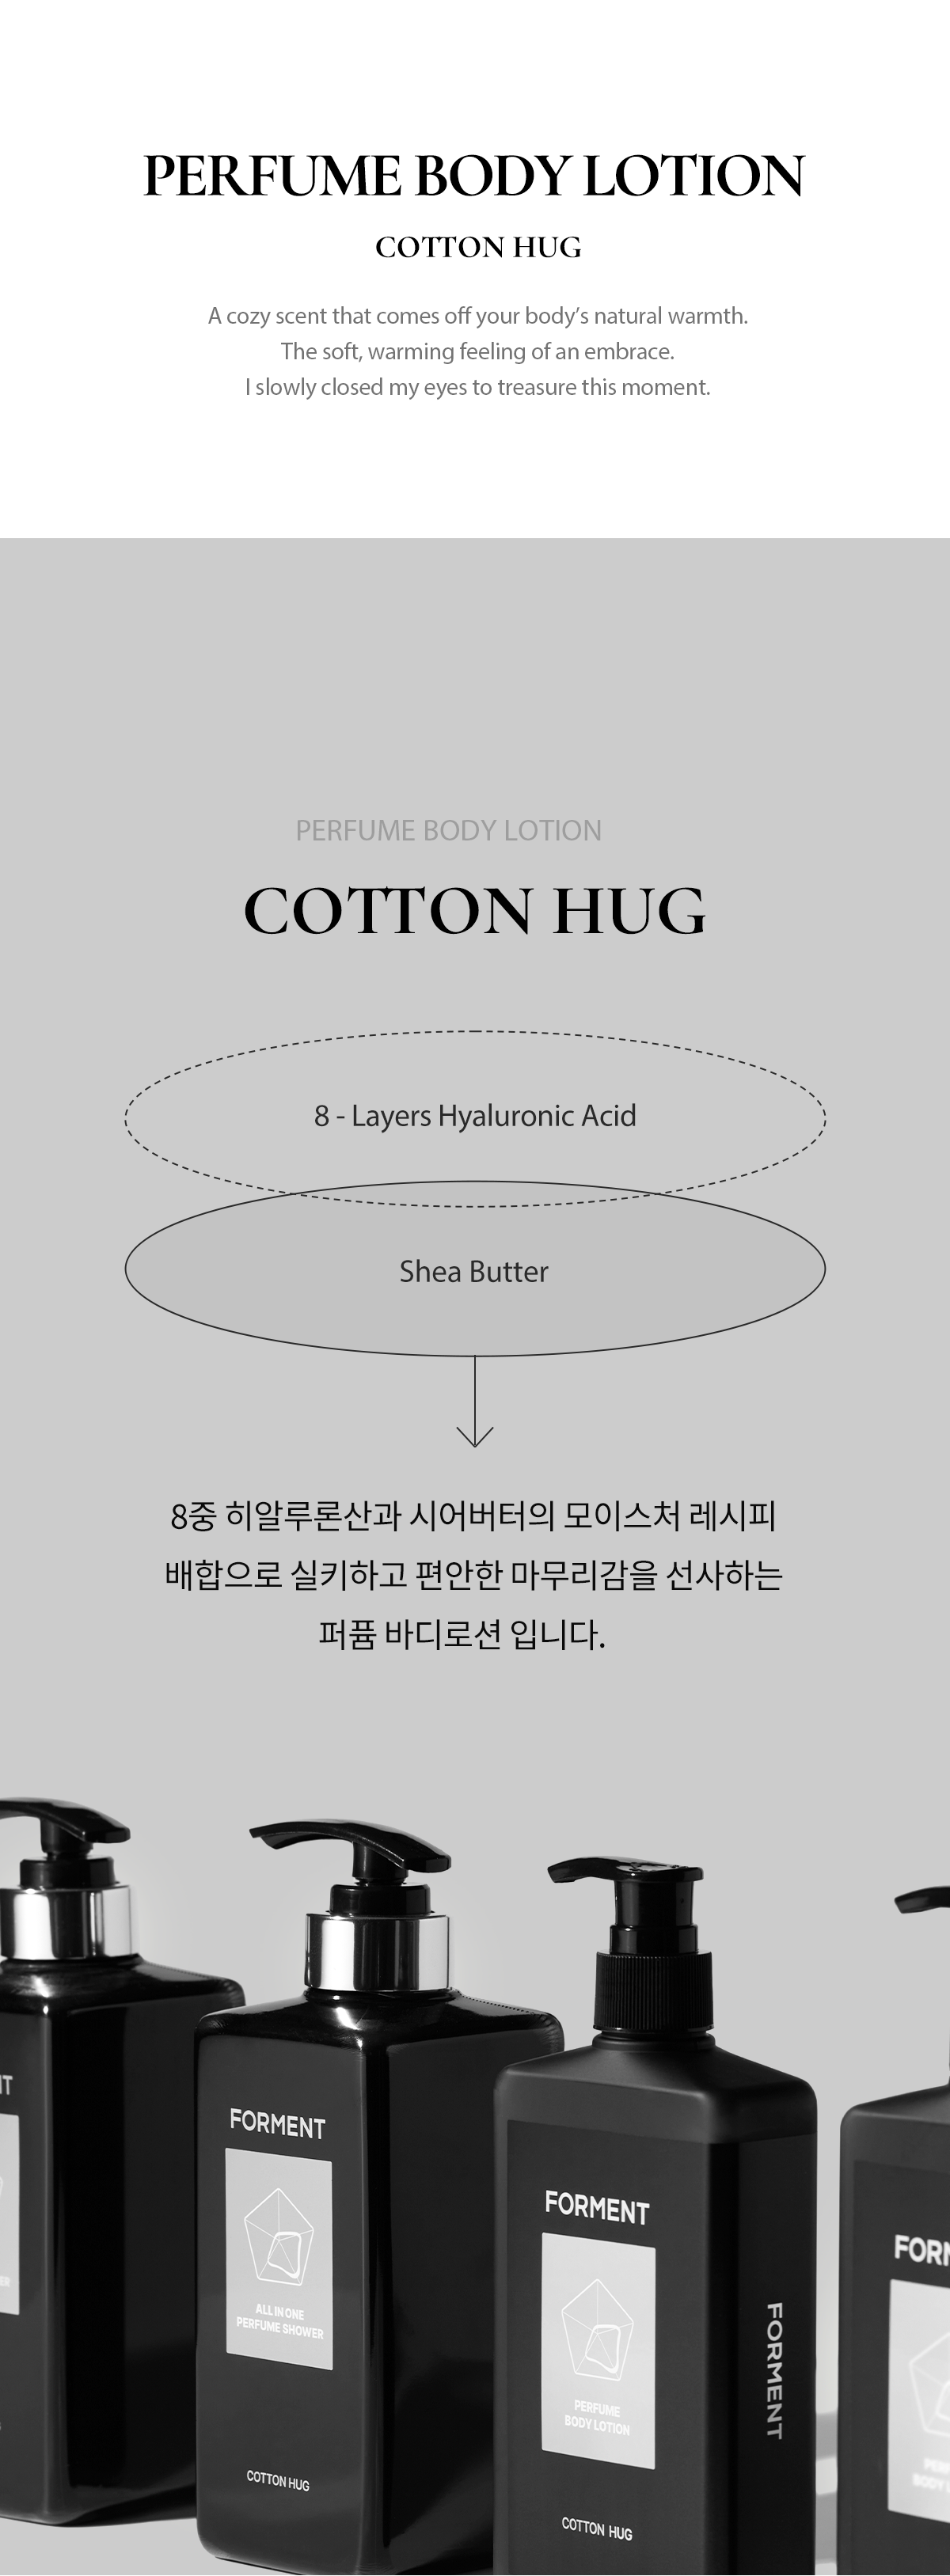 PERFUME BODY LOTION
COTTON HUG
A cozy scent that comes off your body’s natural warmth.
The soft, warming feeling of an embrace.
I slowly closed my eyes to treasure this moment.
PERFUME BODY LOTION
COTTON HUG
8 - Layers Hyaluronic Acid
Shea Butter
8중 히알루론산과 시어버터의 모이스처 레시피
배합으로 실키하고 편안한 마무리감을 선사하는
퍼퓸 바디로션 입니다.
FORMENT
ALL IN ONE
PERFUME SHOWER
COTTON HUG
FORMENT
PERFUME
BODY LOTION
COTTON HUG
FORMENT